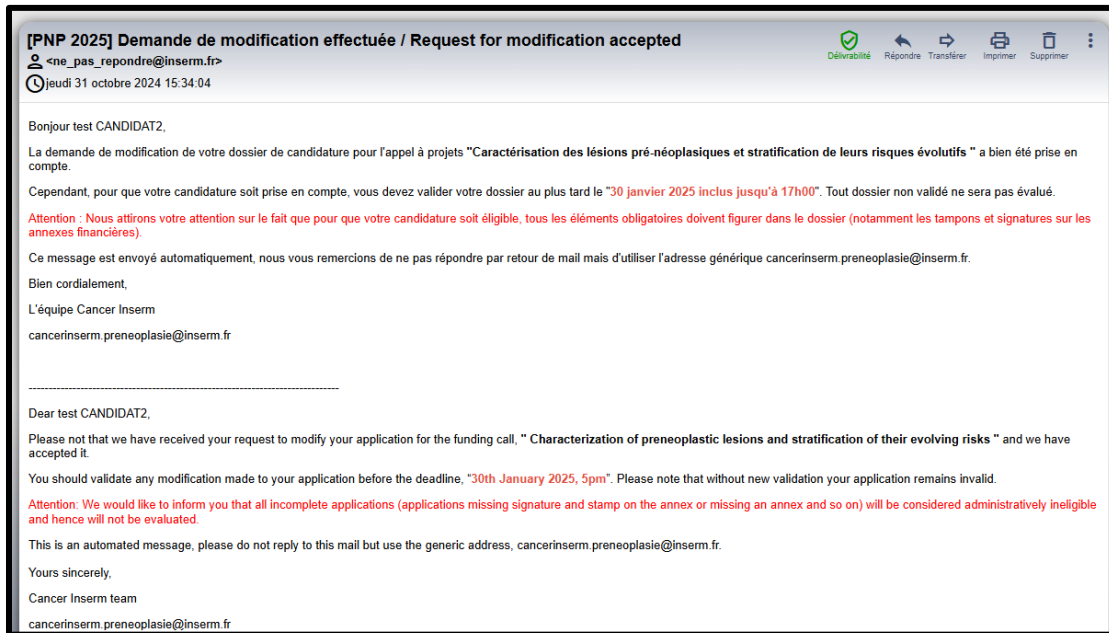 [PNP 2025] Demande de modification effectuée / Request for modification accepted
<ne_pas_repondre@inserm.fr>
jeudi 31 octobre 2024 15:34:04
Délivrabilité Répondre Transférer Imprimer Supprimer
Bonjour test CANDIDAT2,
La demande de modification de votre dossier de candidature pour l'appel à projets "Caractérisation des lésions pré-néoplasiques et stratification de leurs risques évolutifs " a bien été prise en
compte.
Cependant, pour que votre candidature soit prise en compte, vous devez valider votre dossier au plus tard le "30 janvier 2025 inclus jusqu'à 17h00". Tout dossier non validé ne sera pas évalué.
Attention : Nous attirons votre attention sur le fait que pour que votre candidature soit éligible, tous les éléments obligatoires doivent figurer dans le dossier (notamment les tampons et signatures sur les
annexes financières).
Ce message est envoyé automatiquement, nous vous remercions de ne pas répondre par retour de mail mais d'utiliser l'adresse générique cancerinserm.preneoplasie@inserm.fr.
Bien cordialement,
L'équipe Cancer Inserm
cancerinserm.preneoplasie@inserm.fr
------------------------------------------------------------------------------
Dear test CANDIDAT2,
Please not that we have received your request to modify your application for the funding call, " Characterization of preneoplastic lesions and stratification of their evolving risks " and we have
accepted it.
You should validate any modification made to your application before the deadline, "30th January 2025, 5pm". Please note that without new validation your application remains invalid.
Attention: We would like to inform you that all incomplete applications (applications missing signature and stamp on the annex or missing an annex and so on) will be considered administratively ineligible
and hence will not be evaluated.
This is an automated message, please do not reply to this mail but use the generic address, cancerinserm.preneoplasie@inserm.fr.
Yours sincerely,
Cancer Inserm team
cancerinserm.preneoplasie@inserm.fr